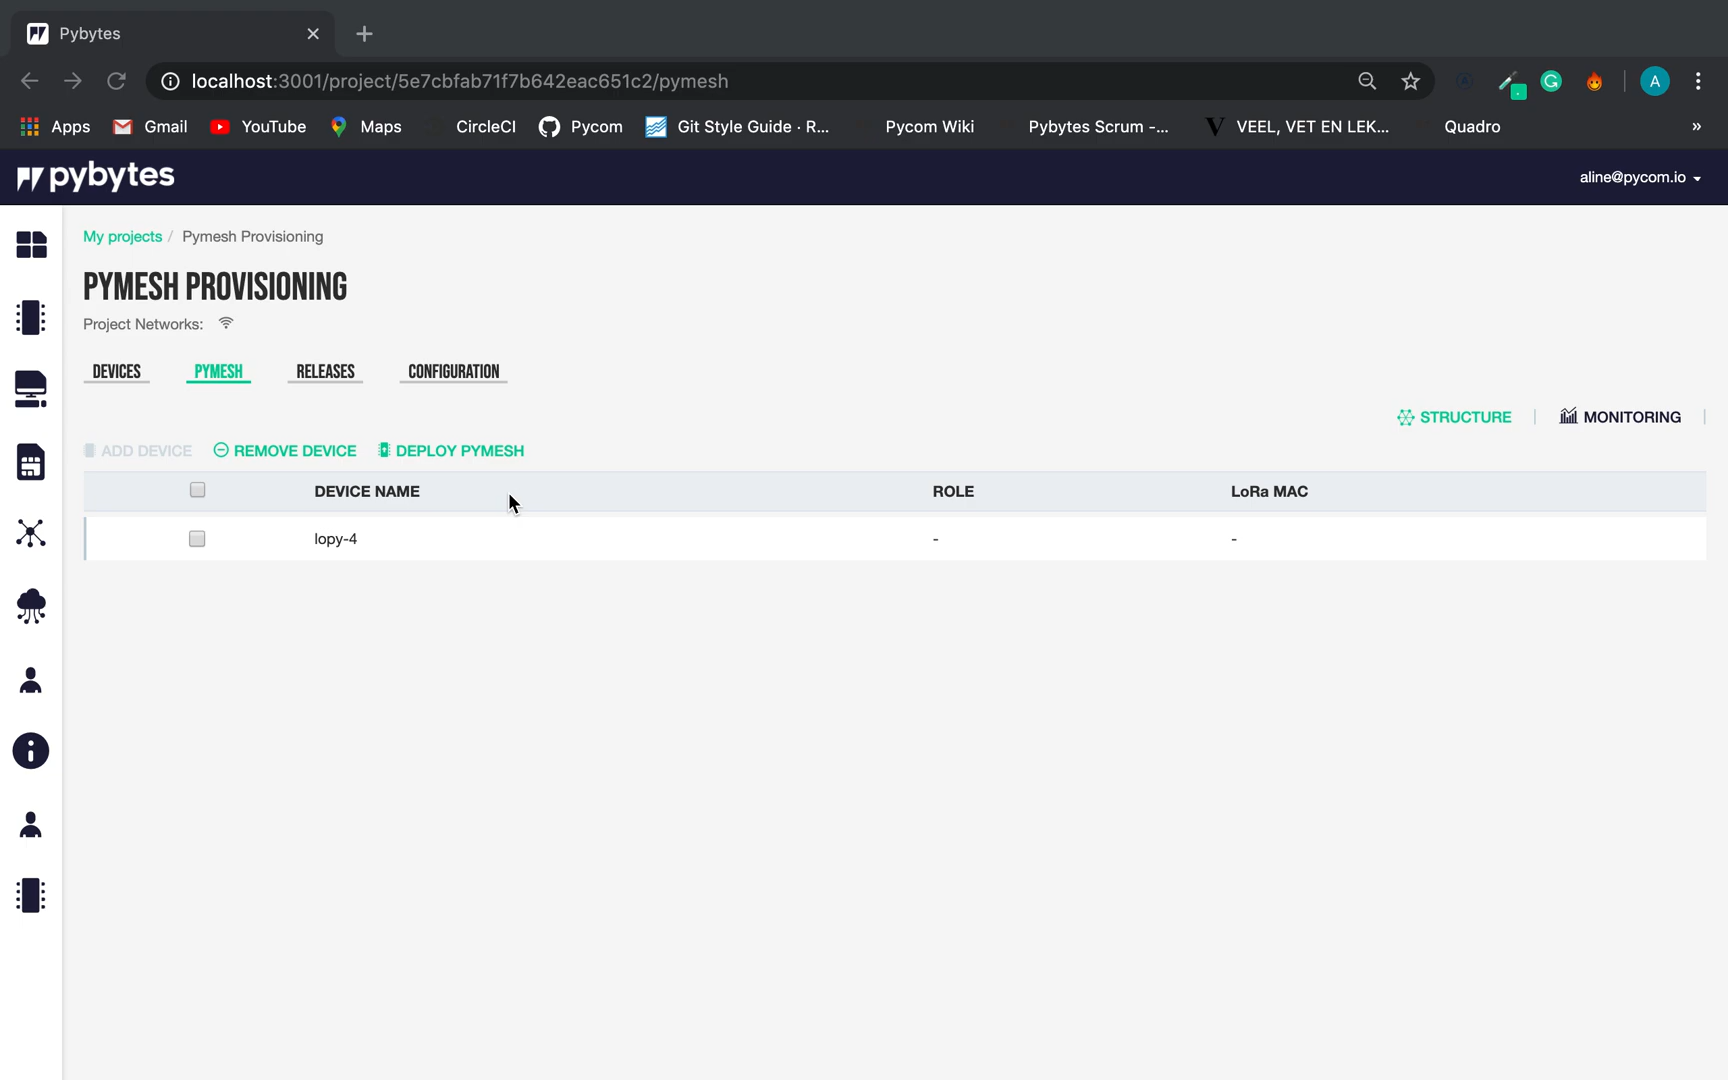 Pybytes
localhost:3001/project/5e7cbfab71f7b642eac651c2/pymesh
A
Apps Gmail YouTube Maps CircleCI Pycom Git Style Guide · R... Pycom Wiki Pybytes Scrum -... VEEL, VET EN LEK... Quadro »
pybytes
aline@pycom.io
My projects / Pymesh Provisioning
PYMESH PROVISIONING
Project Networks:
DEVICES PYMESH RELEASES CONFIGURATION
STRUCTURE | MONITORING |
ADD DEVICE REMOVE DEVICE DEPLOY PYMESH
DEVICE NAME ROLE LoRa MAC
lopy-4 - -